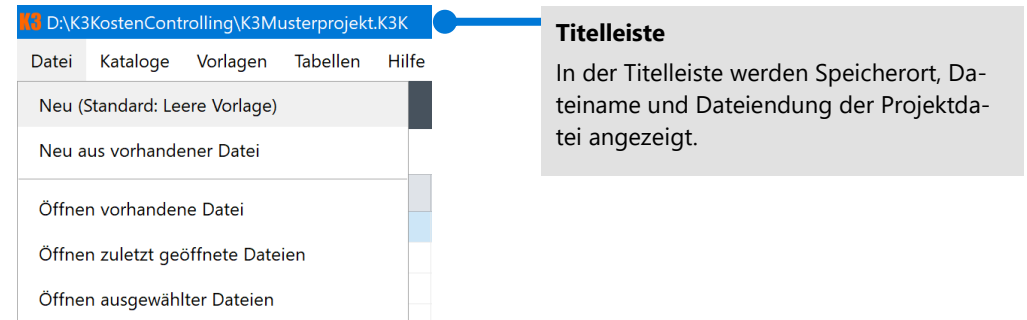 K3 D:\K3KostenControlling\K3Musterprojekt.K3K
Datei Kataloge Vorlagen Tabellen Hilfe
Neu (Standard: Leere Vorlage)
Neu aus vorhandener Datei
Öffnen vorhandene Datei
Öffnen zuletzt geöffnete Dateien
Öffnen ausgewählter Dateien
Titelleiste
In der Titelleiste werden Speicherort, Da-
teiname und Dateiendung der Projektda-
tei angezeigt.